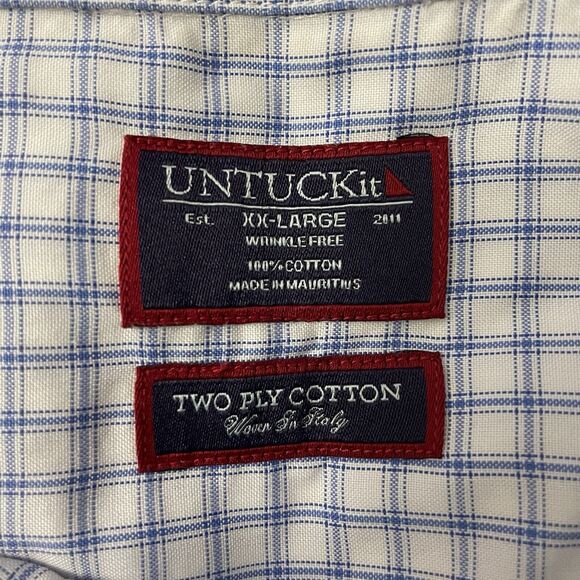 UNTUCKit
Est. XX-LARGE 2011
WRINKLE FREE
100% COTTON
MADE IN MAURITIUS
TWO PLY COTTON
Woven In Italy